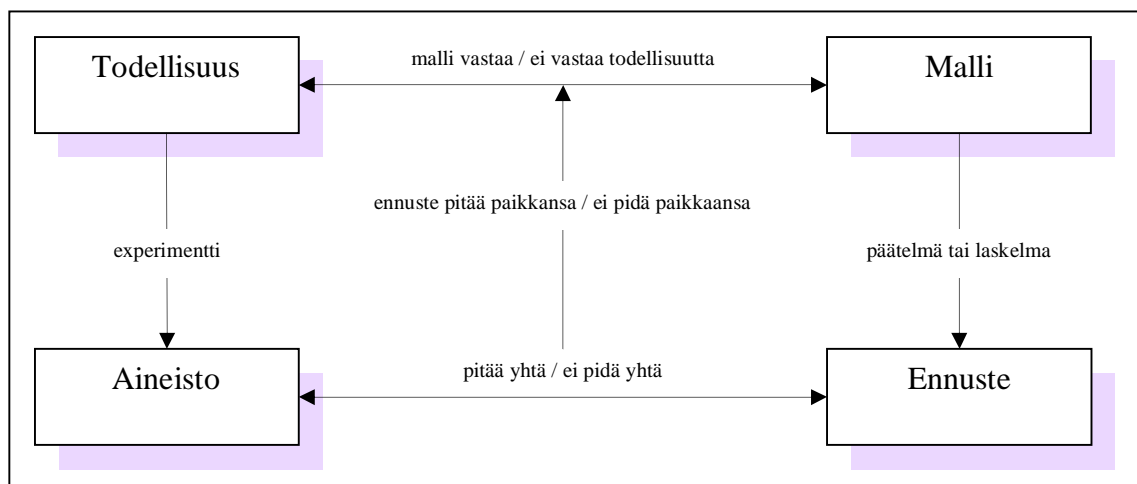 Todellisuus
malli vastaa / ei vastaa todellisuutta
Malli
ennuste pitää paikkansa / ei pidä paikkaansa
experimentti
päätelmä tai laskelma
Aineisto
pitää yhtä / ei pidä yhtä
Ennuste